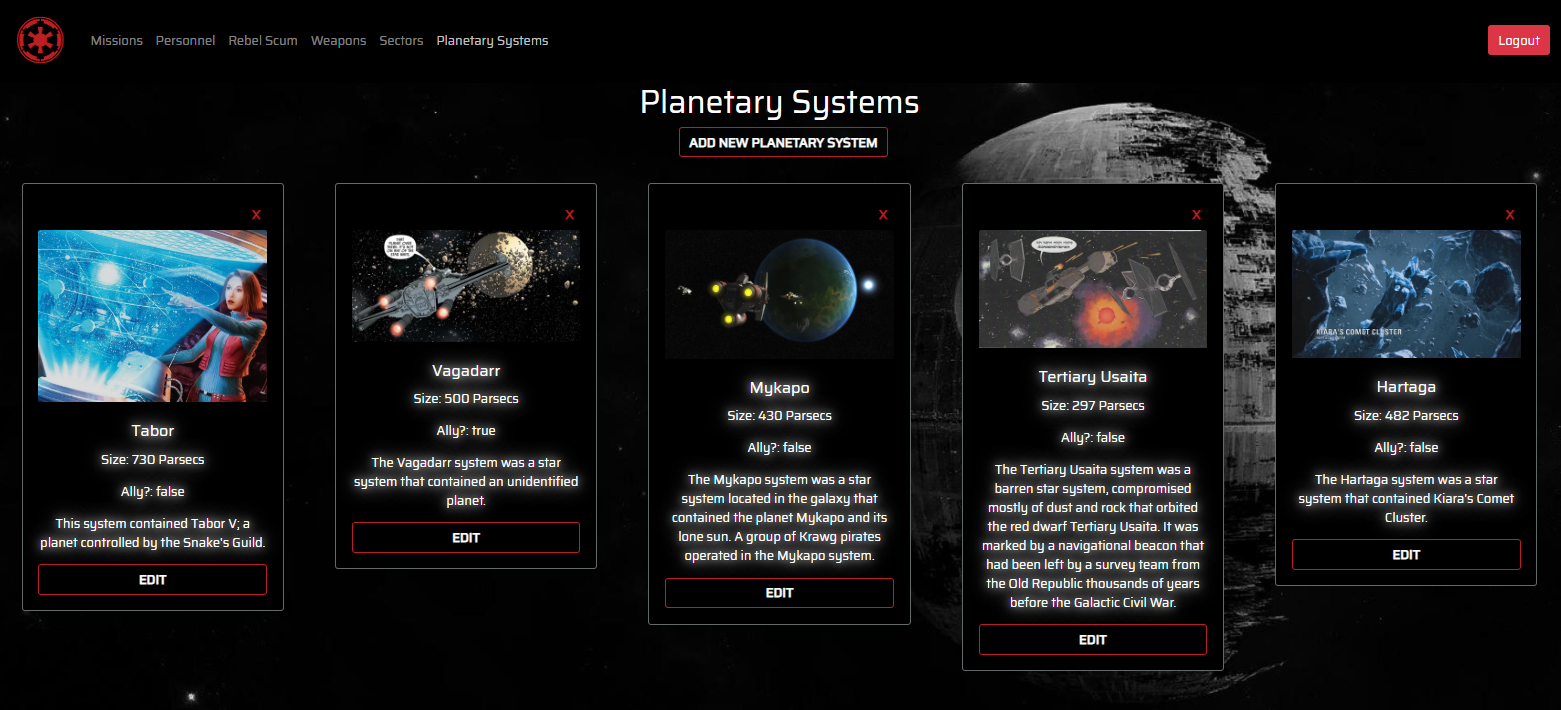 Missions Personnel Rebel Scum Weapons Sectors Planetary Systems Logout
Planetary Systems
ADD NEW PLANETARY SYSTEM
X
Tabor
Size: 730 Parsecs
Ally?: false
This system contained Tabor V; a
planet controlled by the Snake's Guild.
EDIT
X
Vagadarr
Size: 500 Parsecs
Ally?: true
The Vagadarr system was a star
system that contained an unidentified
planet.
EDIT
X
Mykapo
Size: 430 Parsecs
Ally?: false
The Mykapo system was a star
system located in the galaxy that
contained the planet Mykapo and its
lone sun. A group of Krawg pirates
operated in the Mykapo system.
EDIT
X
Tertiary Usaita
Size: 297 Parsecs
Ally?: false
The Tertiary Usaita system was a
barren star system, compromised
mostly of dust and rock that orbited
the red dwarf Tertiary Usaita. It was
marked by a navigational beacon that
had been left by a survey team from
the Old Republic thousands of years
before the Galactic Civil War.
EDIT
X
KIARA'S COMET CLUSTER
Hartaga
Size: 482 Parsecs
Ally?: false
The Hartaga system was a star
system that contained Kiara's Comet
Cluster.
EDIT